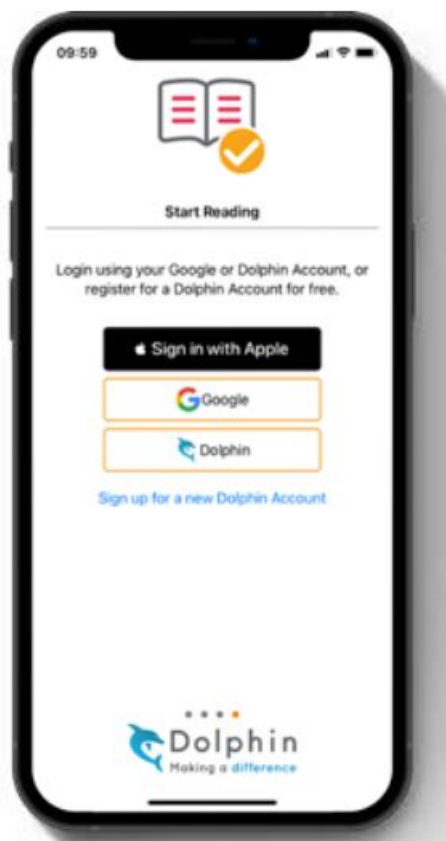 09:59
Start Reading
Login using your Google or Dolphin Account, or
register for a Dolphin Account for free.
Sign in with Apple
Google
Dolphin
Sign up for a new Dolphin Account
Dolphin
Making a difference